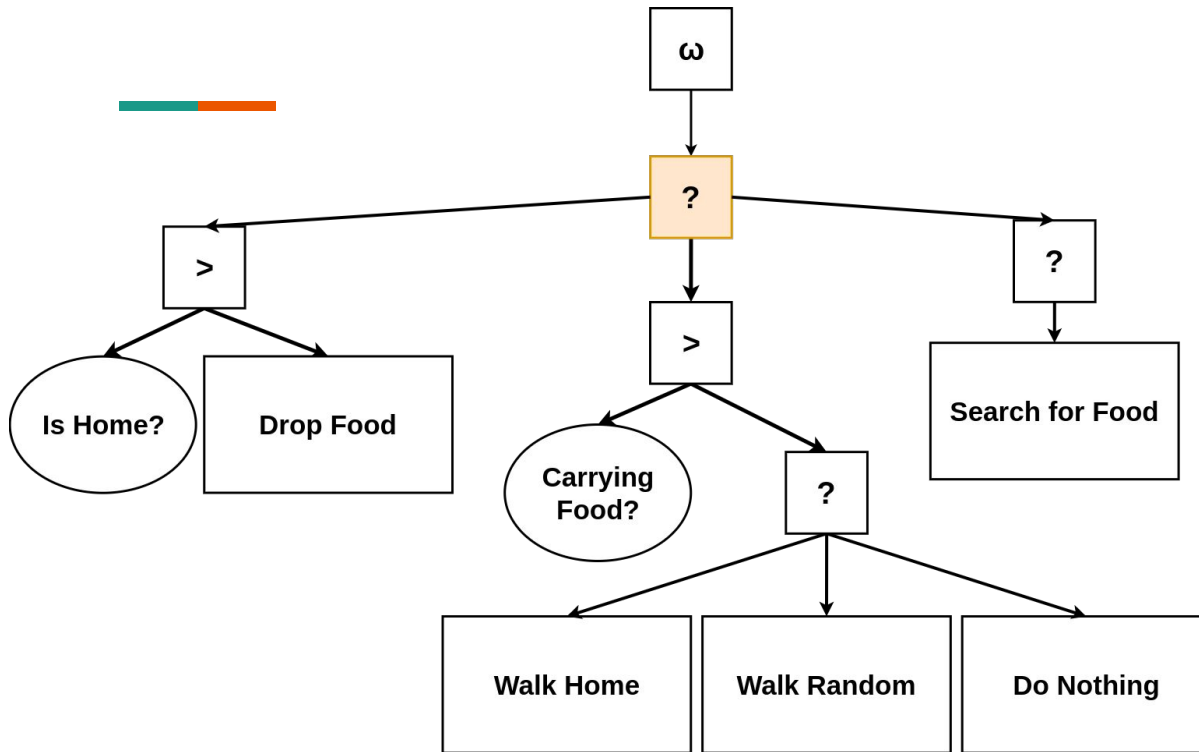 ω
?
>
?
>
Is Home?
Drop Food
Search for Food
Carrying
Food?
?
Walk Home
Walk Random
Do Nothing